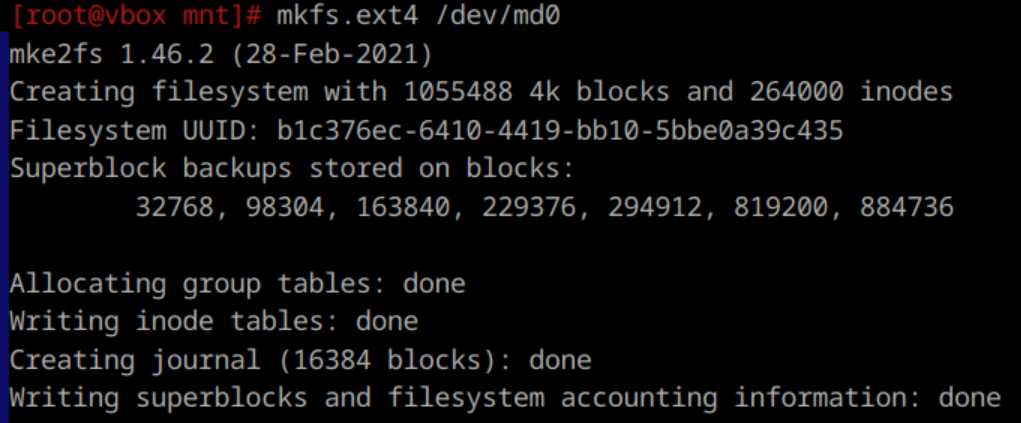 [root@vbox mnt]# mkfs.ext4 /dev/md0
mke2fs 1.46.2 (28-Feb-2021)
Creating filesystem with 1055488 4k blocks and 264000 inodes
Filesystem UUID: b1c376ec-6410-4419-bb10-5bbe0a39c435
Superblock backups stored on blocks:
32768, 98304, 163840, 229376, 294912, 819200, 884736
Allocating group tables: done
Writing inode tables: done
Creating journal (16384 blocks): done
Writing superblocks and filesystem accounting information: done